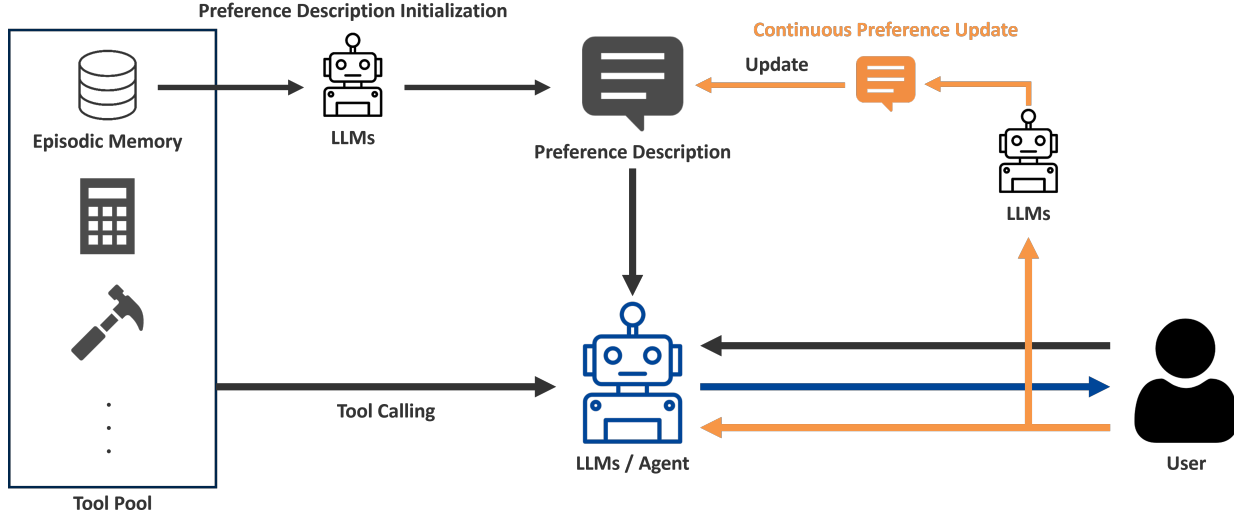 Preference Description Initialization
Continuous Preference Update
Update
Episodic Memory
LLMs
Preference Description
LLMs
Tool Calling
LLMs / Agent
User
Tool Pool